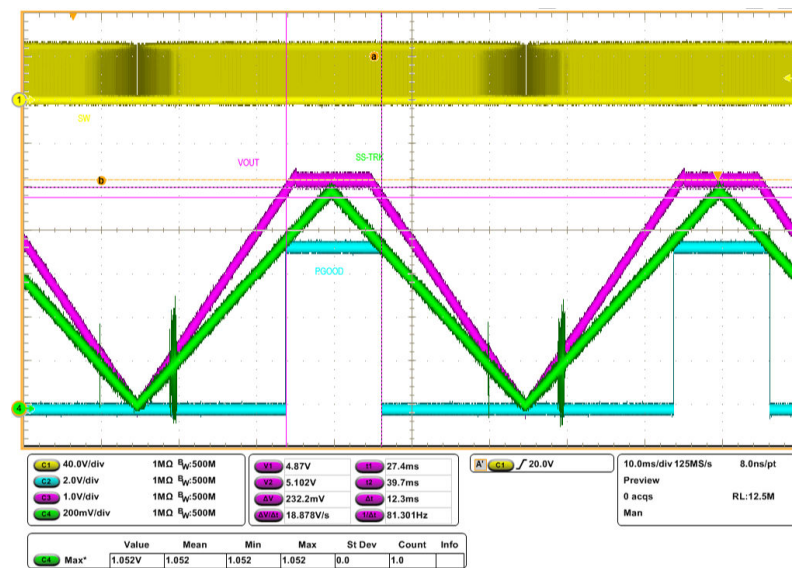 a
1
SW
VOUT
SS-TRK
b
PGOOD
4
C1 40.0V/div 1MΩ BW:500M
C2 2.0V/div 1MΩ BW:500M
C3 1.0V/div 1MΩ BW:500M
C4 200mV/div 1MΩ BW:500M
V1 4.87V t1 27.4ms
V2 5.102V t2 39.7ms
ΔV 232.2mV Δt 12.3ms
ΔV/Δt 18.878V/s 1/Δt 81.301Hz
A' C1 20.0V
10.0ms/div 125MS/s 8.0ns/pt
Preview
0 acqs RL:12.5M
Man
Value Mean Min Max St Dev Count Info
C4 Max* 1.052V 1.052 1.052 1.052 0.0 1.0